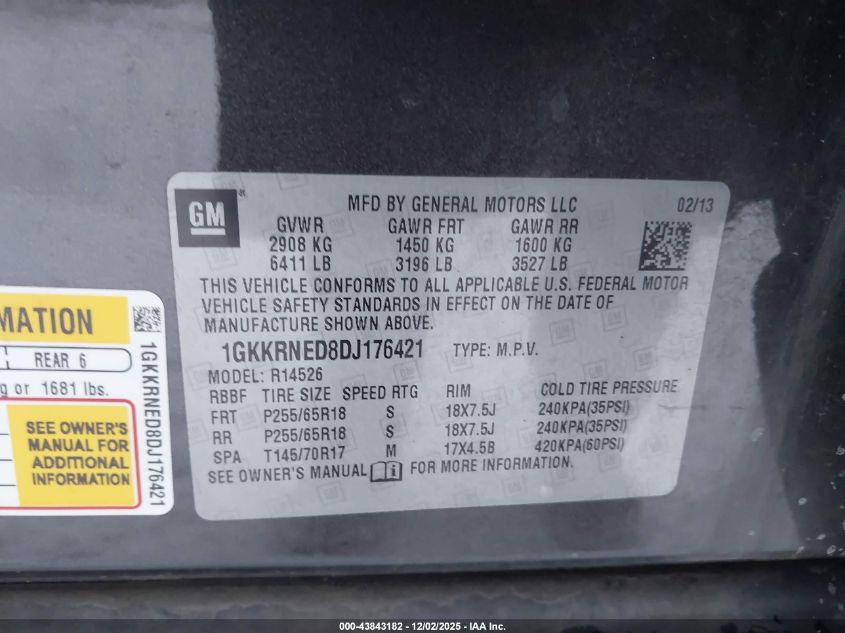 GM®
MFD BY GENERAL MOTORS LLC 02/13
GVWR GAWR FRT GAWR RR
2908 KG 1450 KG 1600 KG
6411 LB 3196 LB 3527 LB
THIS VEHICLE CONFORMS TO ALL APPLICABLE U.S. FEDERAL MOTOR
VEHICLE SAFETY STANDARDS IN EFFECT ON THE DATE OF
MANUFACTURE SHOWN ABOVE.
1GKKRNED8DJ176421 TYPE: M.P.V.
MODEL: R14526
RBBF TIRE SIZE SPEED RTG RIM COLD TIRE PRESSURE
FRT P255/65R18 S 18X7.5J 240KPA(35PSI)
RR P255/65R18 S 18X7.5J 240KPA(35PSI)
SPA T145/70R17 M 17X4.5B 420KPA(60PSI)
SEE OWNER'S MANUAL FOR MORE INFORMATION.
MATION
REAR 6
g or 1681 lbs.
SEE OWNER'S
MANUAL FOR
ADDITIONAL
INFORMATION
1GKKRNED8DJ176421
000-43843182 - 12/02/2025 - IAA Inc.